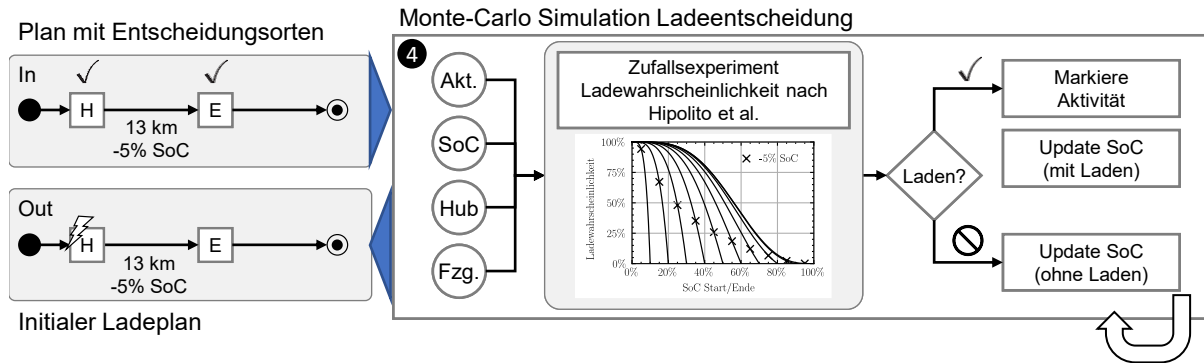 Plan mit Entscheidungsorten
In
H
E
13 km
-5% SoC
Out
H
E
13 km
-5% SoC
Initialer Ladeplan
Monte-Carlo Simulation Ladeentscheidung
4
Akt.
SoC
Hub
Fzg.
Zufallsexperiment
Ladewahrscheinlichkeit nach
Hipolito et al.
Ladewahrscheinlichkeit
100%
75%
50%
25%
0%
-5% SoC
0% 20% 40% 60% 80% 100%
SoC Start/Ende
Laden?
Markiere
Aktivität
Update SoC
(mit Laden)
Update SoC
(ohne Laden)